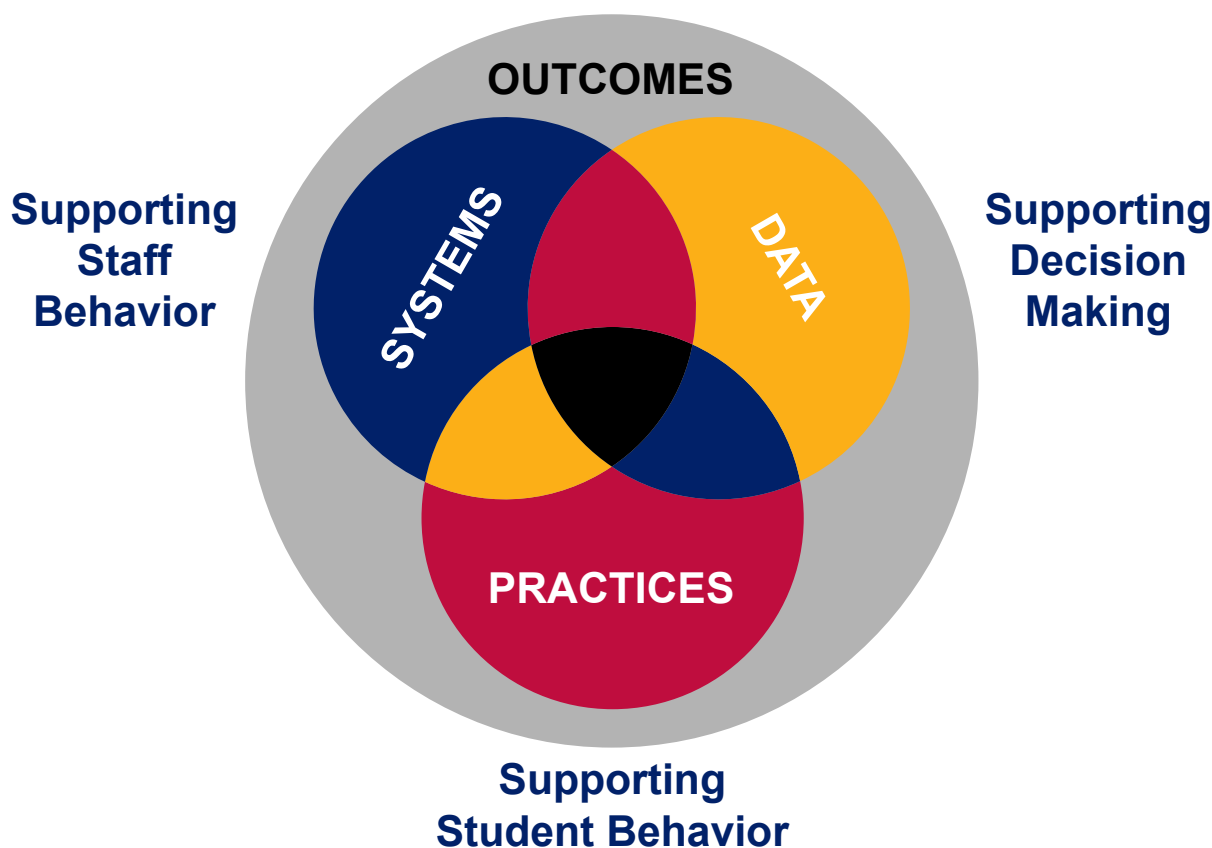 OUTCOMES
SYSTEMS
DATA
PRACTICES
Supporting
Staff
Behavior
Supporting
Decision
Making
Supporting
Student Behavior